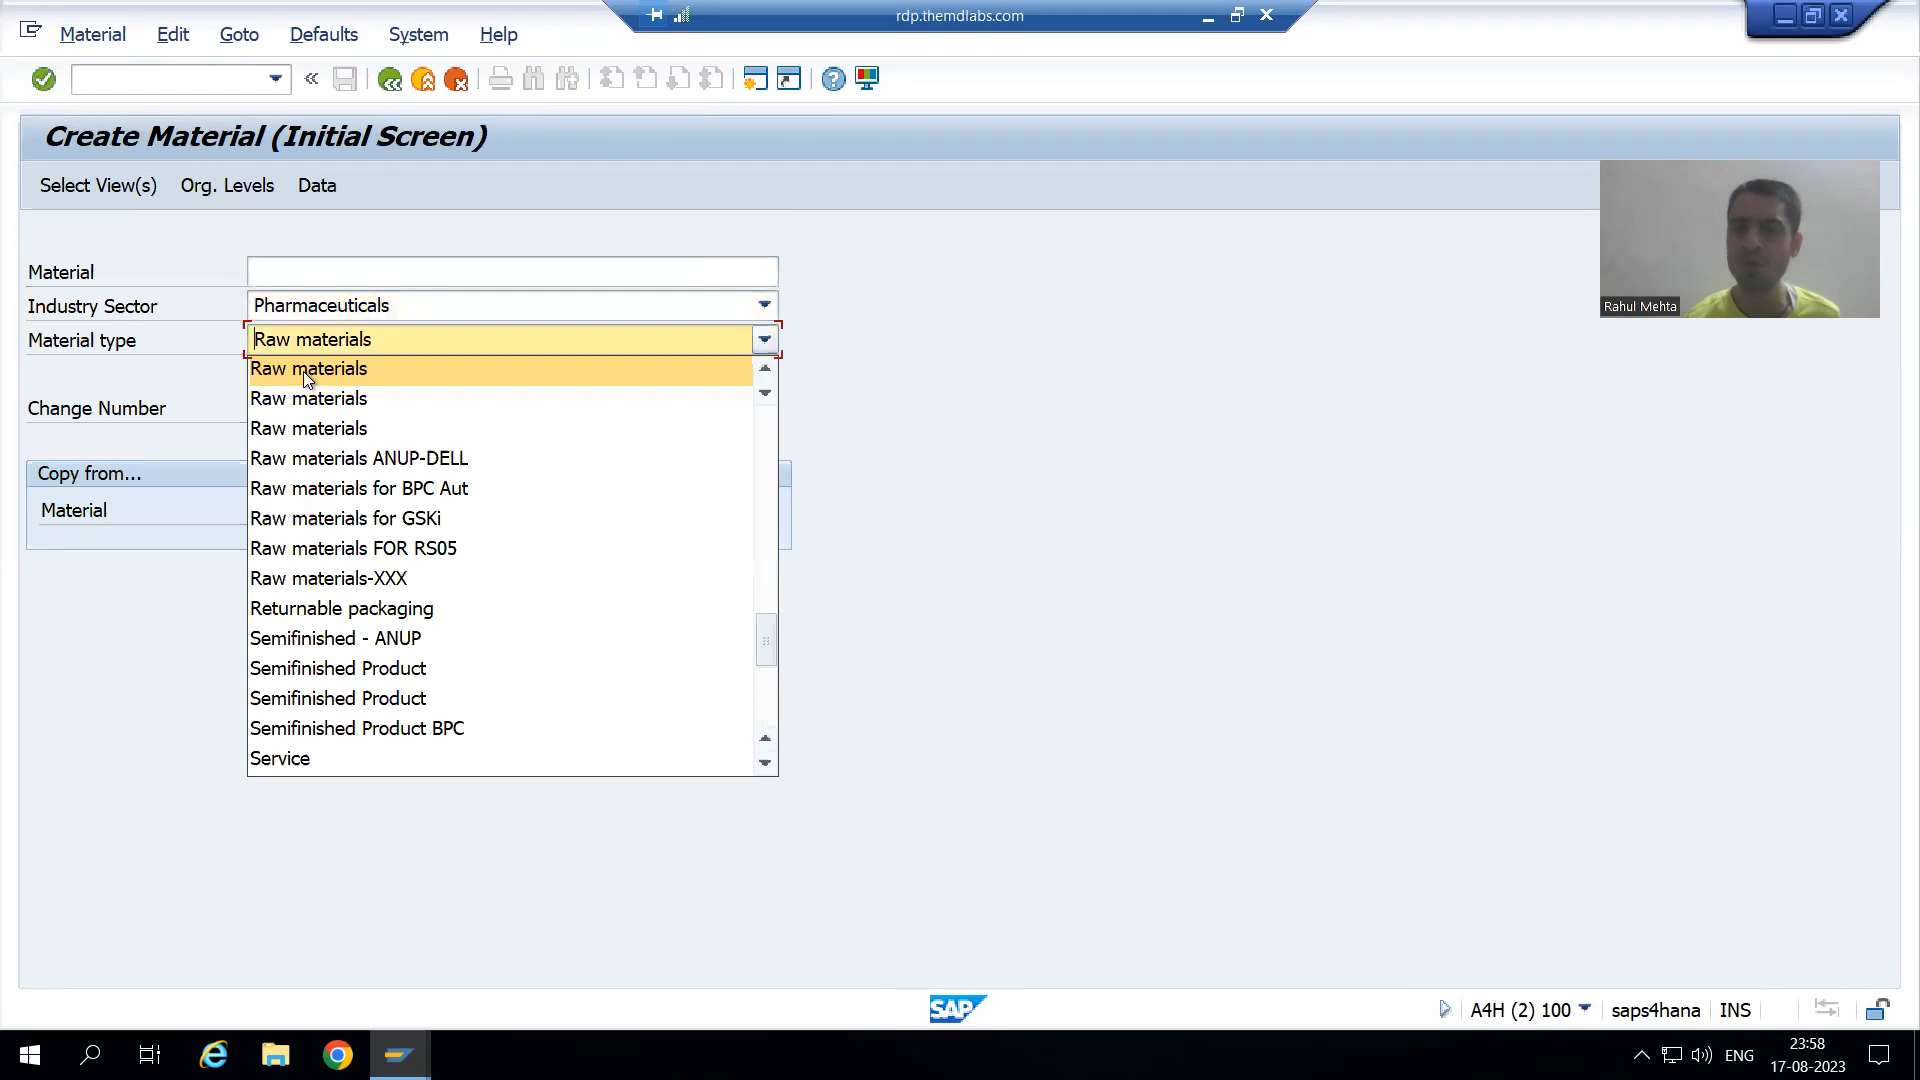 rdp.themdlabs.com
Material Edit Goto Defaults System Help
Create Material (Initial Screen)
Select View(s) Org. Levels Data
Material
Industry Sector Pharmaceuticals
Rahul Mehta
Material type Raw materials
Raw materials
Raw materials
Change Number
Raw materials
Raw materials ANUP-DELL
Copy from...
Raw materials for BPC Aut
Material
Raw materials for GSKi
Raw materials FOR RS05
Raw materials-XXX
Returnable packaging
Semifinished - ANUP
Semifinished Product
Semifinished Product
Semifinished Product BPC
Service
SAP A4H (2) 100 saps4hana INS
23:58
ENG
17-08-2023